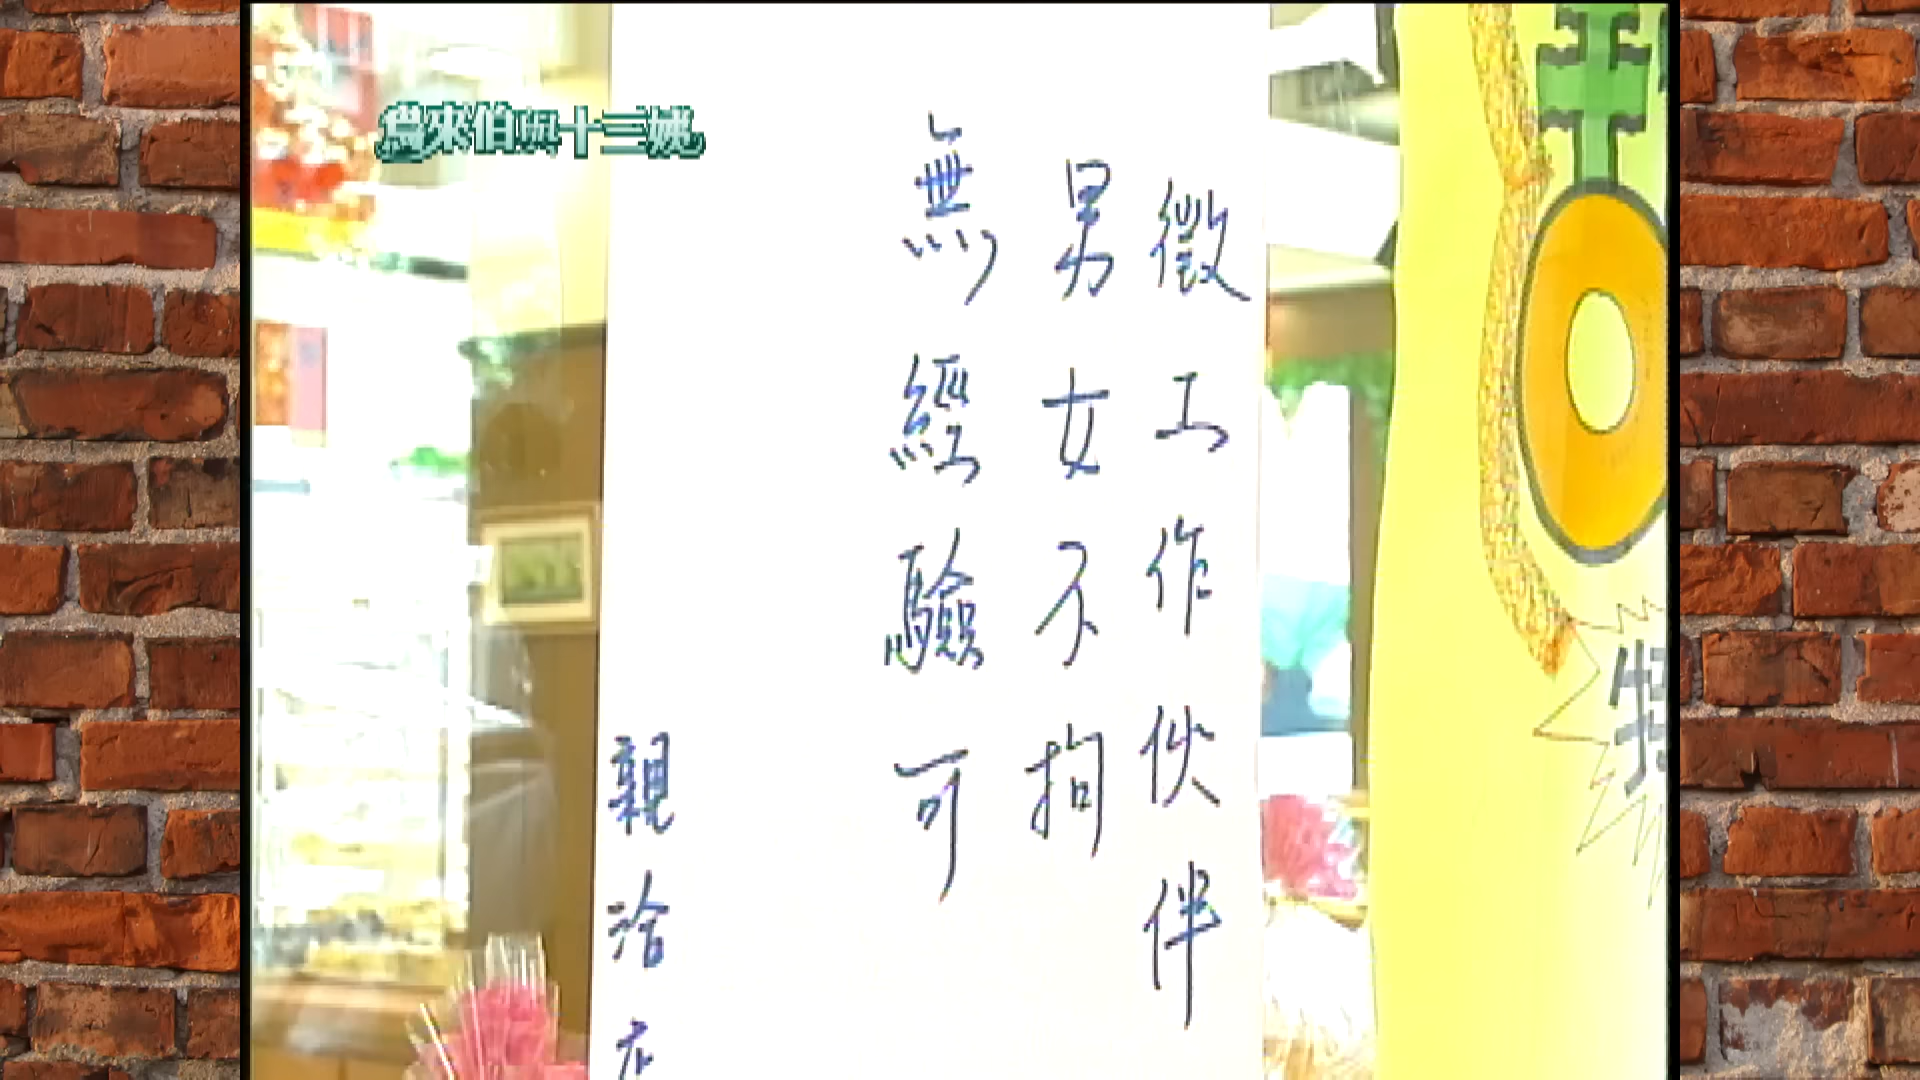 烏來伯與十三姨
徵工作伙伴
男女不拘
無經驗可
親洽